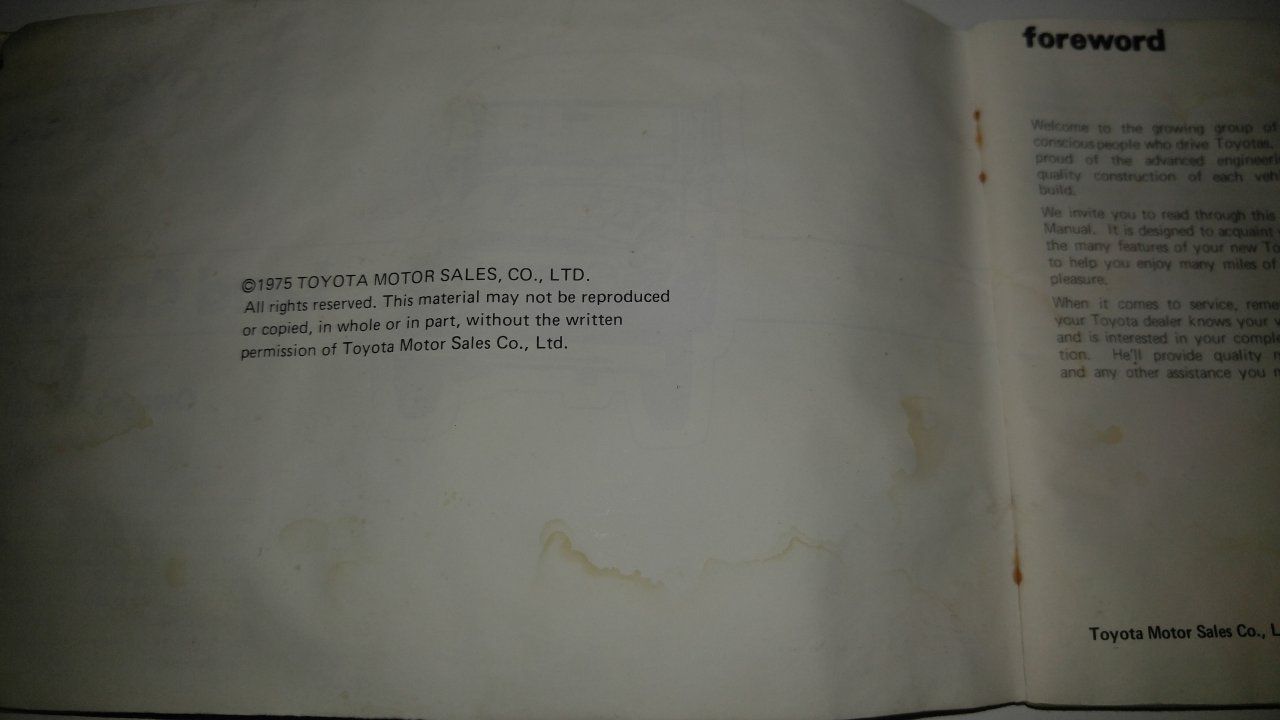 ©1975 TOYOTA MOTOR SALES, CO., LTD.
All rights reserved. This material may not be reproduced
or copied, in whole or in part, without the written
permission of Toyota Motor Sales Co., Ltd.
foreword
Welcome to the growing group of
conscious people who drive Toyotas.
proud of the advanced
quality construction of each
build.
We invite you to read through this
Manual. It is designed to acquaint
the many features of your new
to help you enjoy many miles of
pleasure.
When it comes to service,
your Toyota dealer knows your
and is interested in your
tion. He'll provide quality
and any other assistance you
Toyota Motor Sales Co.,